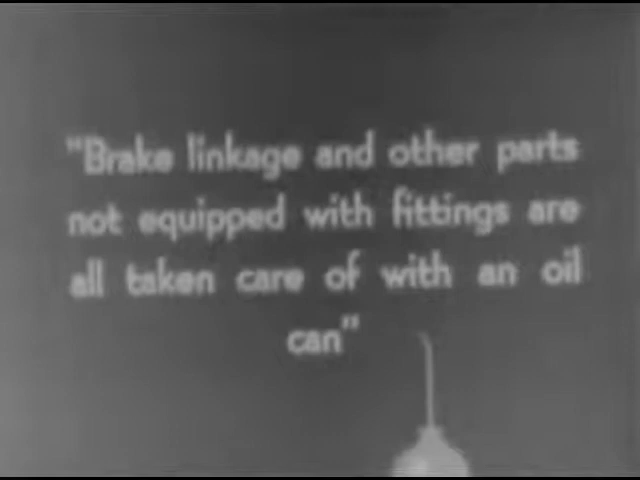 "Brake linkage and other parts
not equipped with fittings are
all taken care of with an oil
can"